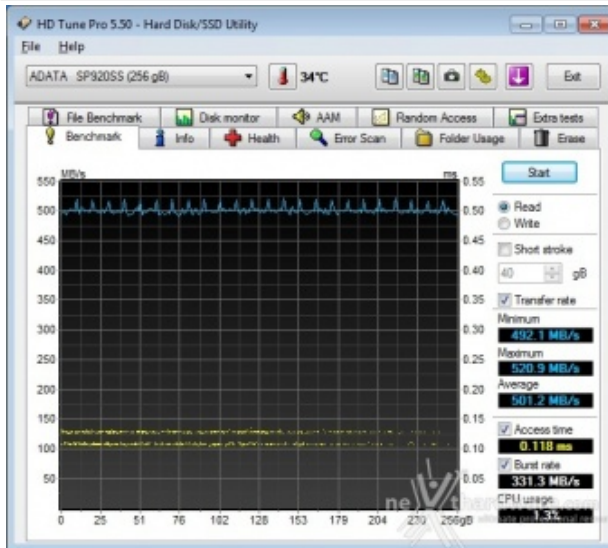 HD Tune Pro 5.50 - Hard Disk/SSD Utility
File Help
ADATA SP920SS (256 gB) 34°C Exit
File Benchmark Disk monitor AAM Random Access Extra tests
Benchmark Info Health Error Scan Folder Usage Erase
MB/s ms
550 0.55
500 0.50
450 0.45
400 0.40
350 0.35
300 0.30
250 0.25
200 0.20
150 0.15
100 0.10
50 0.05
0 25 51 76 102 128 153 179 204 230 256gB
Start
Read
Write
Short stroke
40 gB
Transfer rate
Minimum
492.1 MB/s
Maximum
520.9 MB/s
Average
501.2 MB/s
Access time
0.118 ms
Burst rate
331.3 MB/s
CPU usage
1.3%